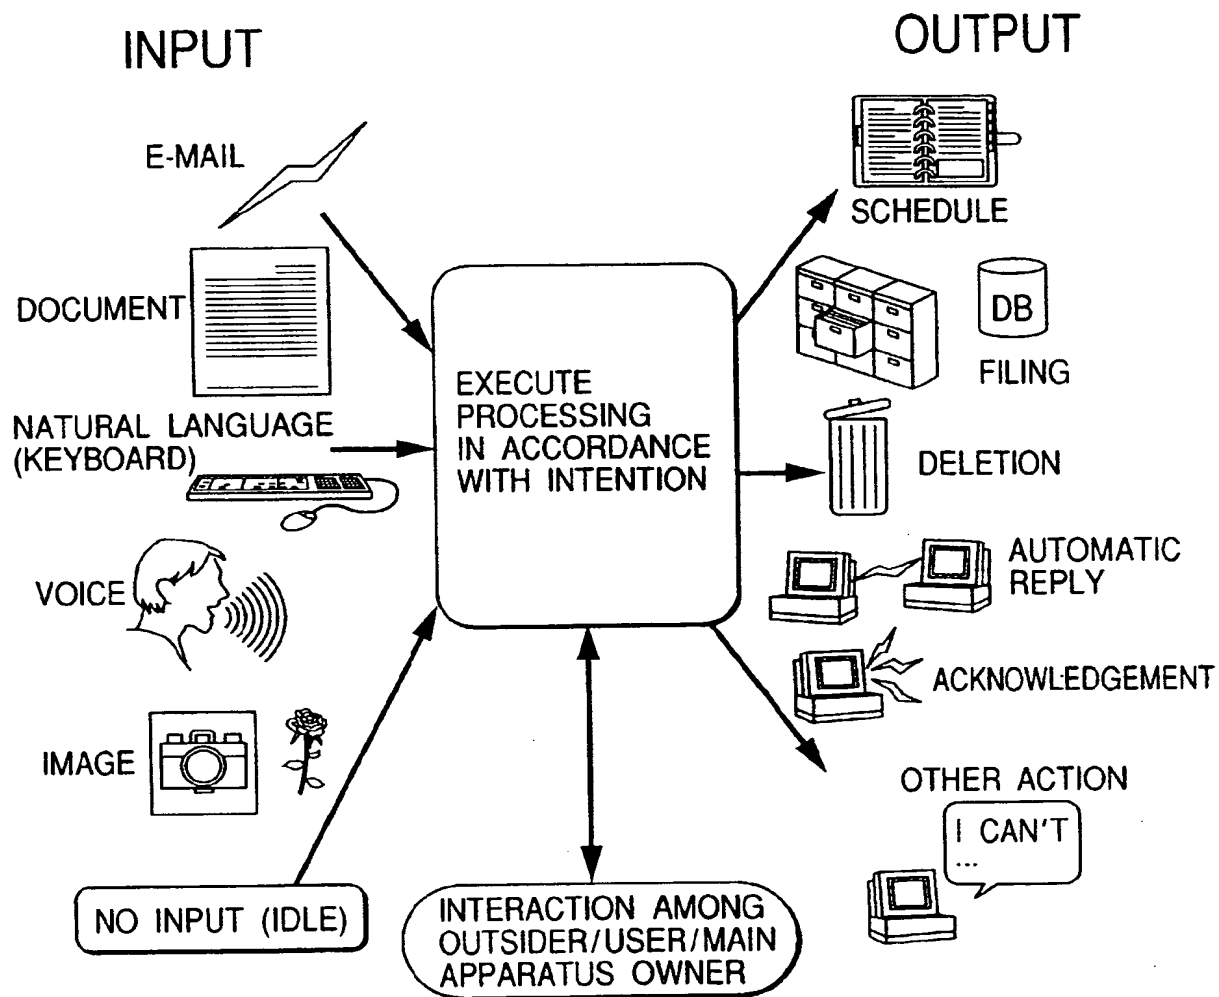 INPUT
OUTPUT
E-MAIL
DOCUMENT
NATURAL LANGUAGE
(KEYBOARD)
VOICE
IMAGE
NO INPUT (IDLE)
EXECUTE
PROCESSING
IN ACCORDANCE
WITH INTENTION
INTERACTION AMONG
OUTSIDER/USER/MAIN
APPARATUS OWNER
SCHEDULE
DB
FILING
DELETION
AUTOMATIC
REPLY
ACKNOWLEDGEMENT
OTHER ACTION
I CAN'T
...